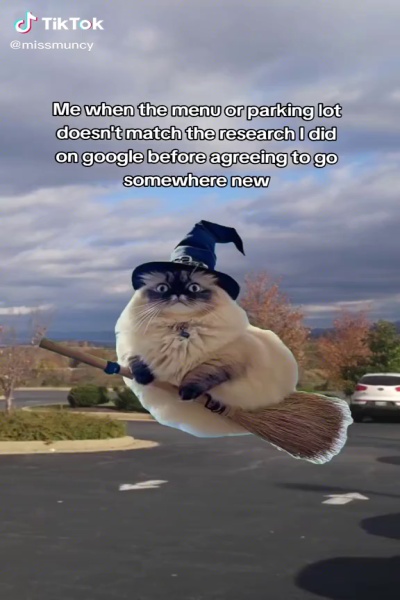 TikTok
@missmuncy
Me when the menu or parking lot
doesn't match the research I did
on google before agreeing to go
somewhere new